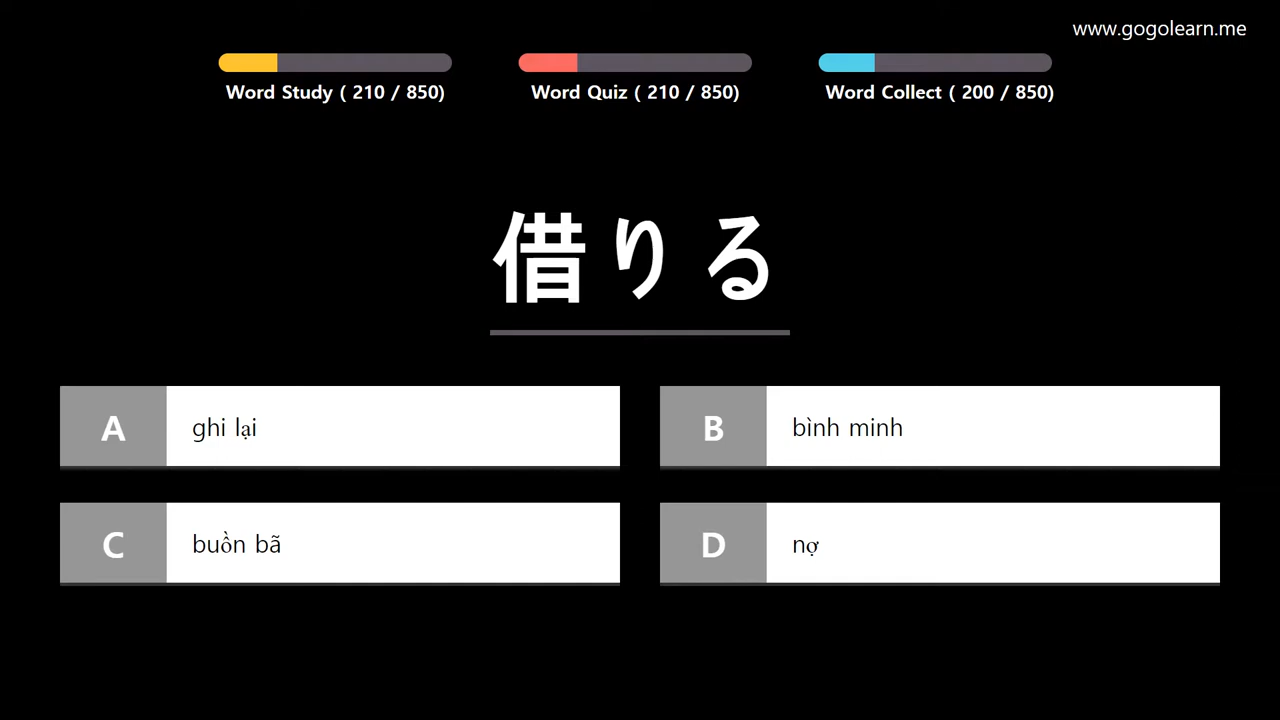 www.gogolearn.me
Word Study ( 210 / 850)
Word Quiz ( 210 / 850)
Word Collect ( 200 / 850)
借りる
A ghi lại
B bình minh
C buồn bã
D nợ